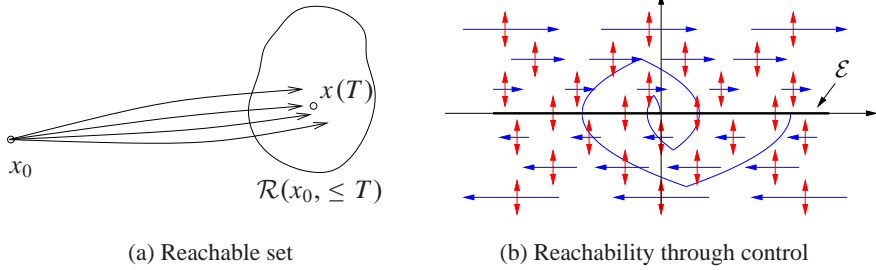 x(T)
x₀
ℛ(x₀, ≤ T)
(a) Reachable set
ℰ
(b) Reachability through control